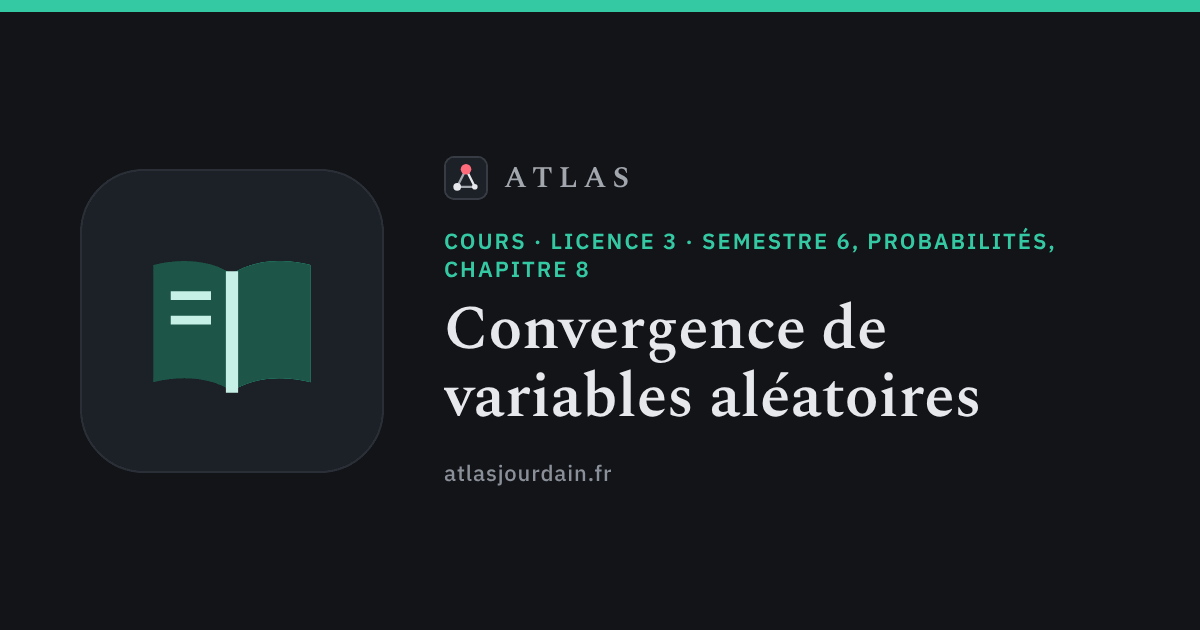 ATLAS
COURS · LICENCE 3 · SEMESTRE 6, PROBABILITÉS,
CHAPITRE 8
Convergence de
variables aléatoires
atlasjourdain.fr